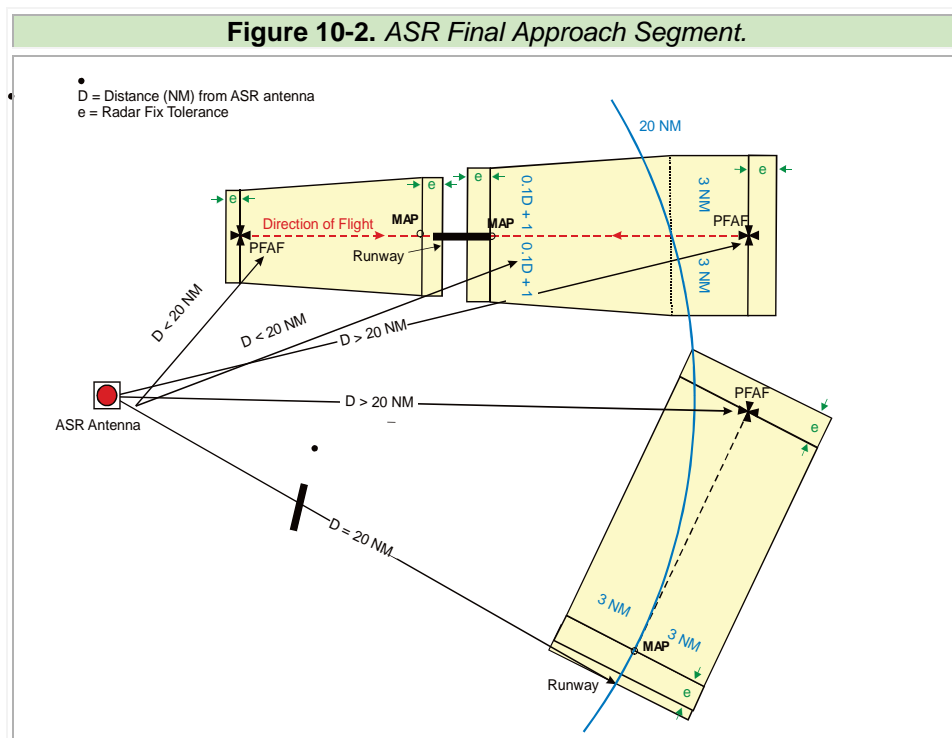 Figure 10-2. ASR Final Approach Segment.
D = Distance (NM) from ASR antenna
e = Radar Fix Tolerance
20 NM
e
e
e
e
0.1D + 1
3 NM
Direction of Flight
MAP
MAP
PFAF
PFAF
Runway
0.1D + 1
3 NM
D < 20 NM
D < 20 NM
D > 20 NM
ASR Antenna
D > 20 NM
PFAF
e
D = 20 NM
3 NM
3 NM
MAP
Runway
e